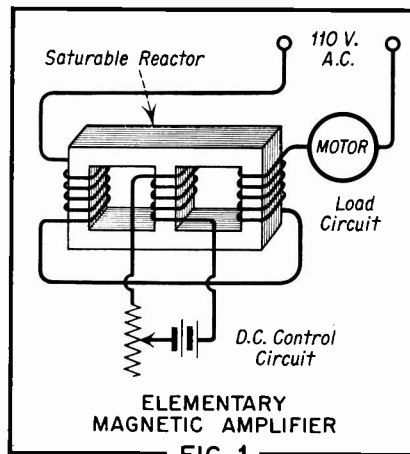 110 V.
A.C.
Saturable Reactor
MOTOR
Load
Circuit
D.C. Control
Circuit
ELEMENTARY
MAGNETIC AMPLIFIER
FIG. 1